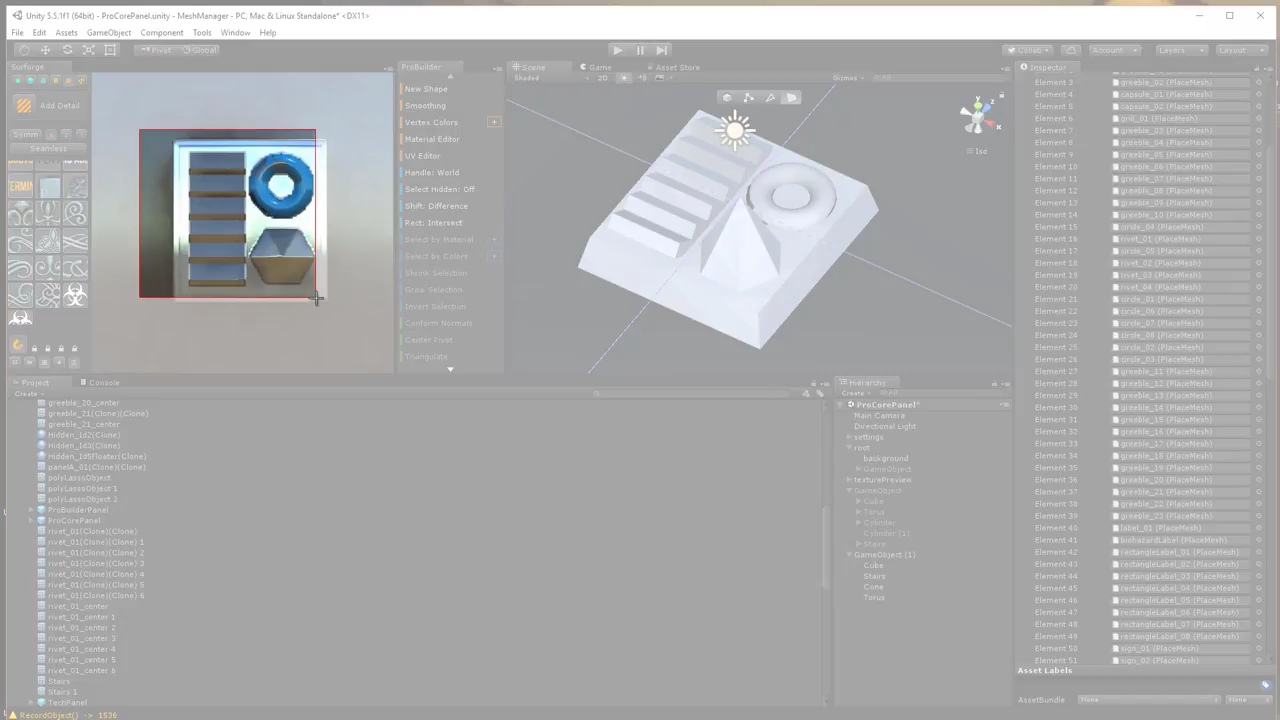 Unity 5.5.1f1 (64bit) - ProCorePanel.unity - MeshManager - PC, Mac & Linux Standalone* <DX11>
File Edit Assets GameObject Component Tools Window Help
Pivot Global
Collab Account Layers Layout
Surforge
Add Detail
Symm
Seamless
ProBuilder
New Shape
Smoothing
Vertex Colors
Material Editor
UV Editor
Handle: World
Select Hidden: Off
Shift: Difference
Rect: Intersect
Select by Material
Select by Colors
Shrink Selection
Grow Selection
Invert Selection
Conform Normals
Center Pivot
Triangulate
Scene Game Asset Store
Shaded 2D Gizmos
y
z
x
Iso
Project Console
Create
greeble_20_center
greeble_21(Clone)(Clone)
greeble_21_center
Hidden_Id2(Clone)
Hidden_Id3(Clone)
Hidden_Id5Floater(Clone)
panelA_01(Clone)(Clone)
polyLassoObject
polyLassoObject 1
polyLassoObject 2
ProBuilderPanel
ProCorePanel
rivet_01(Clone)(Clone)
rivet_01(Clone)(Clone) 1
rivet_01(Clone)(Clone) 2
rivet_01(Clone)(Clone) 3
rivet_01(Clone)(Clone) 4
rivet_01(Clone)(Clone) 5
rivet_01(Clone)(Clone) 6
rivet_01_center
rivet_01_center 1
rivet_01_center 2
rivet_01_center 3
rivet_01_center 4
rivet_01_center 5
rivet_01_center 6
Stairs
Stairs 1
TechPanel
RecordObject() -> 1536
Hierarchy
Create
ProCorePanel*
Main Camera
Directional Light
settings
root
background
GameObject
texturePreview
GameObject
Cube
Torus
Cylinder
Cylinder (1)
Stairs
GameObject (1)
Cube
Stairs
Cone
Torus
Inspector
Element 3 greeble_02 (PlaceMesh)
Element 4 capsule_01 (PlaceMesh)
Element 5 capsule_02 (PlaceMesh)
Element 6 grill_01 (PlaceMesh)
Element 7 greeble_03 (PlaceMesh)
Element 8 greeble_04 (PlaceMesh)
Element 9 greeble_05 (PlaceMesh)
Element 10 greeble_06 (PlaceMesh)
Element 11 greeble_07 (PlaceMesh)
Element 12 greeble_08 (PlaceMesh)
Element 13 greeble_09 (PlaceMesh)
Element 14 greeble_10 (PlaceMesh)
Element 15 circle_04 (PlaceMesh)
Element 16 rivet_01 (PlaceMesh)
Element 17 circle_05 (PlaceMesh)
Element 18 rivet_02 (PlaceMesh)
Element 19 rivet_03 (PlaceMesh)
Element 20 rivet_04 (PlaceMesh)
Element 21 circle_01 (PlaceMesh)
Element 22 circle_06 (PlaceMesh)
Element 23 circle_07 (PlaceMesh)
Element 24 circle_08 (PlaceMesh)
Element 25 circle_02 (PlaceMesh)
Element 26 circle_03 (PlaceMesh)
Element 27 greeble_11 (PlaceMesh)
Element 28 greeble_12 (PlaceMesh)
Element 29 greeble_13 (PlaceMesh)
Element 30 greeble_14 (PlaceMesh)
Element 31 greeble_15 (PlaceMesh)
Element 32 greeble_16 (PlaceMesh)
Element 33 greeble_17 (PlaceMesh)
Element 34 greeble_18 (PlaceMesh)
Element 35 greeble_19 (PlaceMesh)
Element 36 greeble_20 (PlaceMesh)
Element 37 greeble_21 (PlaceMesh)
Element 38 greeble_22 (PlaceMesh)
Element 39 greeble_23 (PlaceMesh)
Element 40 label_01 (PlaceMesh)
Element 41 biohazardLabel (PlaceMesh)
Element 42 rectangleLabel_01 (PlaceMesh)
Element 43 rectangleLabel_02 (PlaceMesh)
Element 44 rectangleLabel_03 (PlaceMesh)
Element 45 rectangleLabel_04 (PlaceMesh)
Element 46 rectangleLabel_05 (PlaceMesh)
Element 47 rectangleLabel_06 (PlaceMesh)
Element 48 rectangleLabel_07 (PlaceMesh)
Element 49 rectangleLabel_08 (PlaceMesh)
Element 50 sign_01 (PlaceMesh)
Element 51 sign_02 (PlaceMesh)
Asset Labels
AssetBundle None None